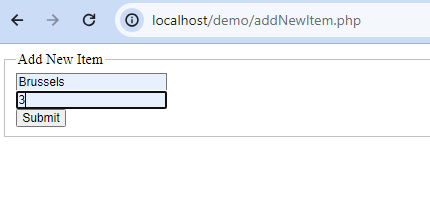 localhost/demo/addNewItem.php
Add New Item
Brussels
3
Submit